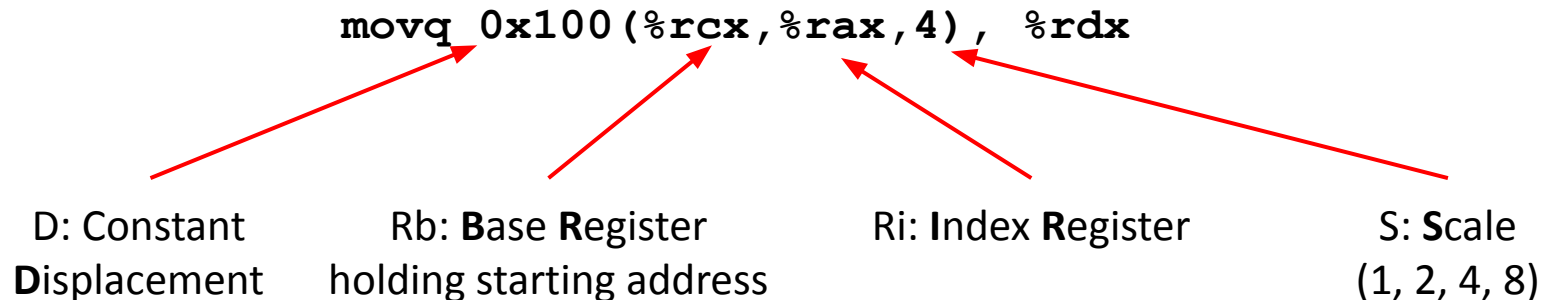 movq 0x100(%rcx,%rax,4), %rdx
D: Constant
Displacement
Rb: Base Register
holding starting address
Ri: Index Register
S: Scale
(1, 2, 4, 8)